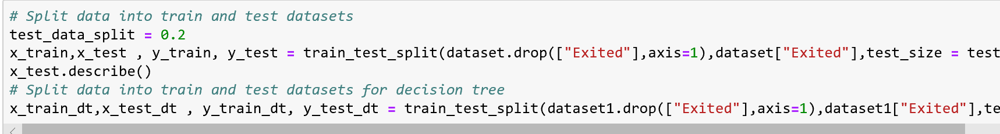 # Split data into train and test datasets
test_data_split = 0.2
x_train,x_test , y_train, y_test = train_test_split(dataset.drop(["Exited"],axis=1),dataset["Exited"],test_size = test
x_test.describe()
# Split data into train and test datasets for decision tree
x_train_dt,x_test_dt , y_train_dt, y_test_dt = train_test_split(dataset1.drop(["Exited"],axis=1),dataset1["Exited"],te